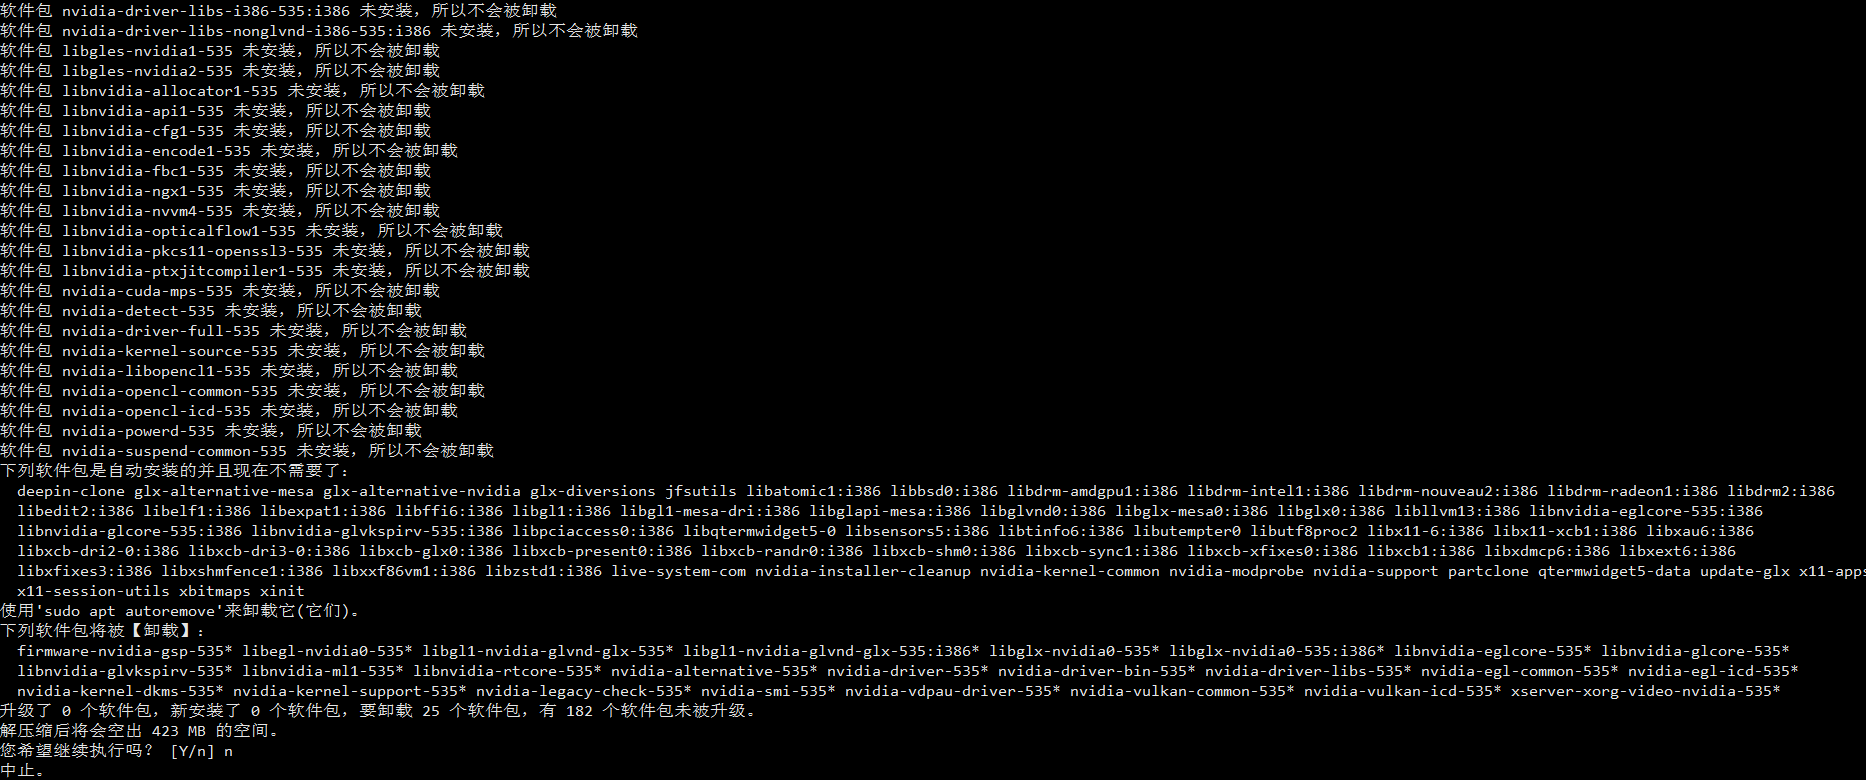 软件包 nvidia-driver-libs-i386-535:i386 未安装，所以不会被卸载
软件包 nvidia-driver-libs-nonglvnd-i386-535:i386 未安装，所以不会被卸载
软件包 libgles-nvidia1-535 未安装，所以不会被卸载
软件包 libgles-nvidia2-535 未安装，所以不会被卸载
软件包 libnvidia-allocator1-535 未安装，所以不会被卸载
软件包 libnvidia-api1-535 未安装，所以不会被卸载
软件包 libnvidia-cfg1-535 未安装，所以不会被卸载
软件包 libnvidia-encode1-535 未安装，所以不会被卸载
软件包 libnvidia-fbc1-535 未安装，所以不会被卸载
软件包 libnvidia-ngx1-535 未安装，所以不会被卸载
软件包 libnvidia-nvvm4-535 未安装，所以不会被卸载
软件包 libnvidia-opticalflow1-535 未安装，所以不会被卸载
软件包 libnvidia-pkcs11-openssl3-535 未安装，所以不会被卸载
软件包 libnvidia-ptxjitcompiler1-535 未安装，所以不会被卸载
软件包 nvidia-cuda-mps-535 未安装，所以不会被卸载
软件包 nvidia-detect-535 未安装，所以不会被卸载
软件包 nvidia-driver-full-535 未安装，所以不会被卸载
软件包 nvidia-kernel-source-535 未安装，所以不会被卸载
软件包 nvidia-libopencl1-535 未安装，所以不会被卸载
软件包 nvidia-opencl-common-535 未安装，所以不会被卸载
软件包 nvidia-opencl-icd-535 未安装，所以不会被卸载
软件包 nvidia-powerd-535 未安装，所以不会被卸载
软件包 nvidia-suspend-common-535 未安装，所以不会被卸载
下列软件包是自动安装的并且现在不需要了：
deepin-clone glx-alternative-mesa glx-alternative-nvidia glx-diversions jfsutils libatomic1:i386 libbsd0:i386 libdrm-amdgpu1:i386 libdrm-intel1:i386 libdrm-nouveau2:i386 libdrm-radeon1:i386 libdrm2:i386
libedit2:i386 libelf1:i386 libexpat1:i386 libffi6:i386 libgl1:i386 libgl1-mesa-dri:i386 libglapi-mesa:i386 libglvnd0:i386 libglx-mesa0:i386 libglx0:i386 libllvm13:i386 libnvidia-eglcore-535:i386
libnvidia-glcore-535:i386 libnvidia-glvkspirv-535:i386 libpciaccess0:i386 libqtermwidget5-0 libsensors5:i386 libtinfo6:i386 libutempter0 libutf8proc2 libx11-6:i386 libx11-xcb1:i386 libxau6:i386
libxcb-dri2-0:i386 libxcb-dri3-0:i386 libxcb-glx0:i386 libxcb-present0:i386 libxcb-randr0:i386 libxcb-shm0:i386 libxcb-sync1:i386 libxcb-xfixes0:i386 libxcb1:i386 libxdmcp6:i386 libxext6:i386
libxfixes3:i386 libxshmfence1:i386 libxxf86vm1:i386 libzstd1:i386 live-system-com nvidia-installer-cleanup nvidia-kernel-common nvidia-modprobe nvidia-support partclone qtermwidget5-data update-glx x11-apps
x11-session-utils xbitmaps xinit
使用'sudo apt autoremove'来卸载它(它们)。
下列软件包将被【卸载】：
firmware-nvidia-gsp-535* libegl-nvidia0-535* libgl1-nvidia-glvnd-glx-535* libgl1-nvidia-glvnd-glx-535:i386* libglx-nvidia0-535* libglx-nvidia0-535:i386* libnvidia-eglcore-535* libnvidia-glcore-535*
libnvidia-glvkspirv-535* libnvidia-ml1-535* libnvidia-rtcore-535* nvidia-alternative-535* nvidia-driver-535* nvidia-driver-bin-535* nvidia-driver-libs-535* nvidia-egl-common-535* nvidia-egl-icd-535*
nvidia-kernel-dkms-535* nvidia-kernel-support-535* nvidia-legacy-check-535* nvidia-smi-535* nvidia-vdpau-driver-535* nvidia-vulkan-common-535* nvidia-vulkan-icd-535* xserver-xorg-video-nvidia-535*
升级了 0 个软件包，新安装了 0 个软件包，要卸载 25 个软件包，有 182 个软件包未被升级。
解压缩后将会空出 423 MB 的空间。
您希望继续执行吗？ [Y/n] n
中止。